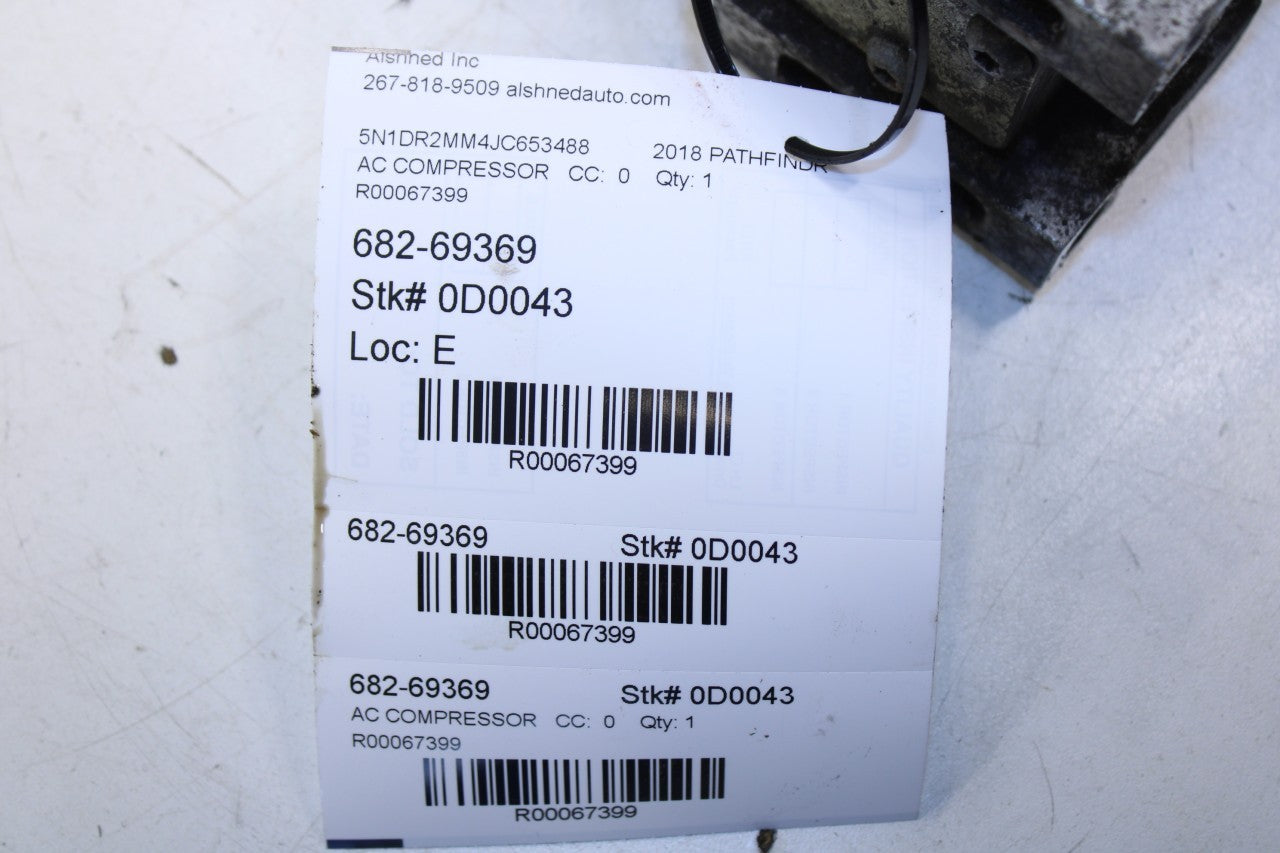 Alshned Inc
267-818-9509 alshnedauto.com
5N1DR2MM4JC653488 2018 PATHFINDR
AC COMPRESSOR CC: 0 Qty: 1
R00067399
682-69369
Stk# 0D0043
Loc: E
R00067399
682-69369 Stk# 0D0043
R00067399
682-69369 Stk# 0D0043
AC COMPRESSOR CC: 0 Qty: 1
R00067399
R00067399